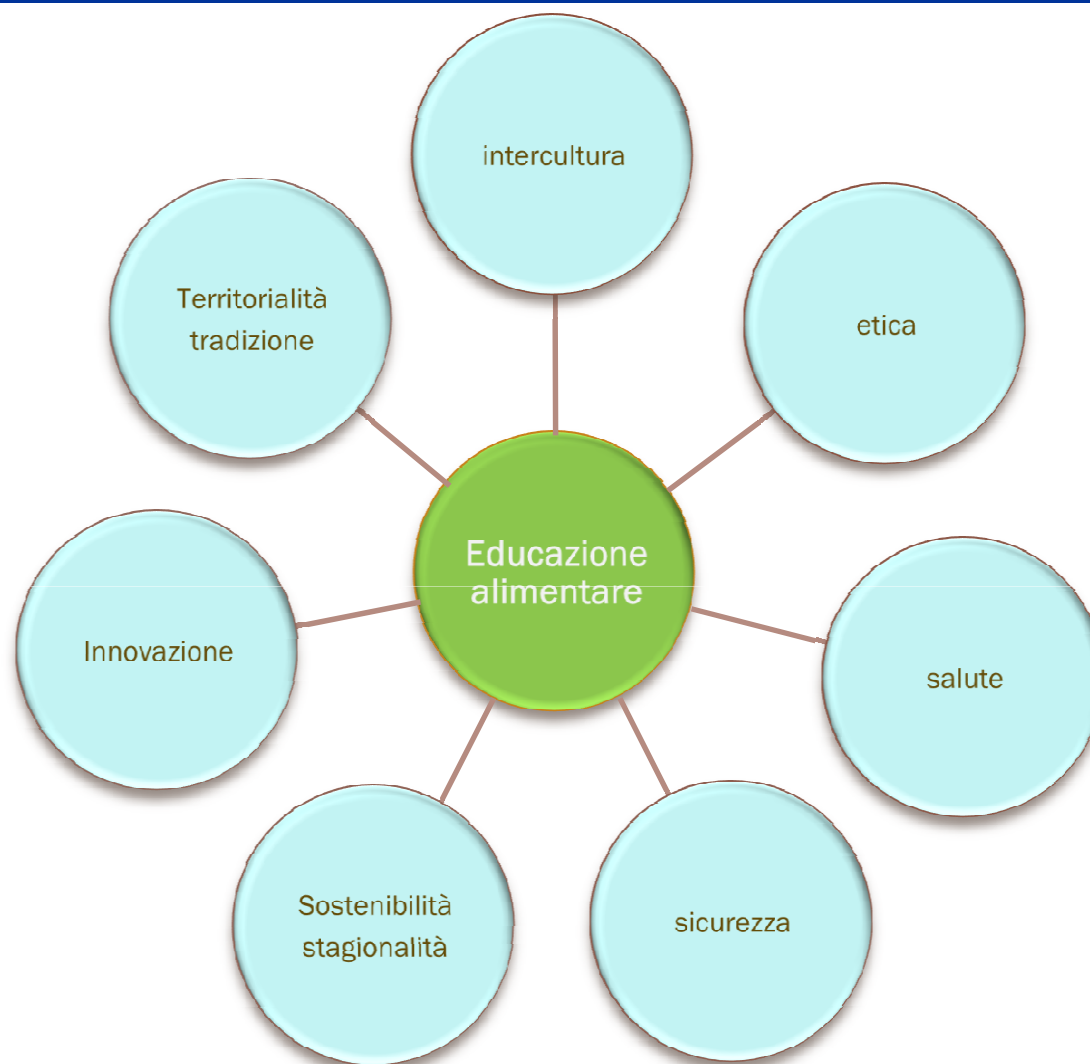 intercultura
Territorialità
tradizione
etica
Educazione
alimentare
Innovazione
salute
Sostenibilità
stagionalità
sicurezza